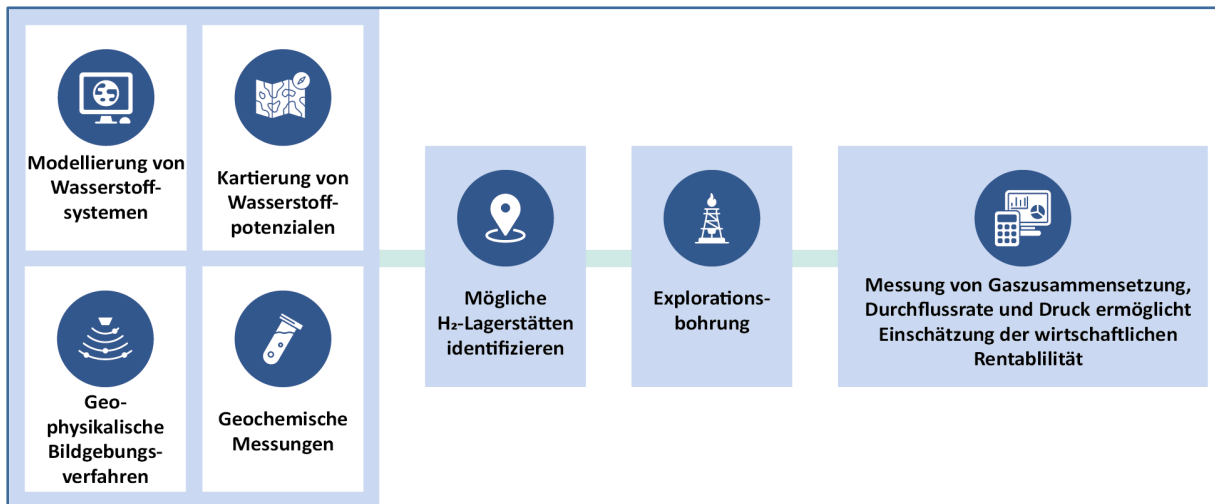 Modellierung von
Wasserstoff-
systemen
Kartierung von
Wasserstoff-
potenzialen
Geo-
physikalische
Bildgebungs-
verfahren
Geochemische
Messungen
Mögliche
H₂-Lagerstätten
identifizieren
Explorations-
bohrung
Messung von Gaszusammensetzung,
Durchflussrate und Druck ermöglicht
Einschätzung der wirtschaftlichen
Rentablilität